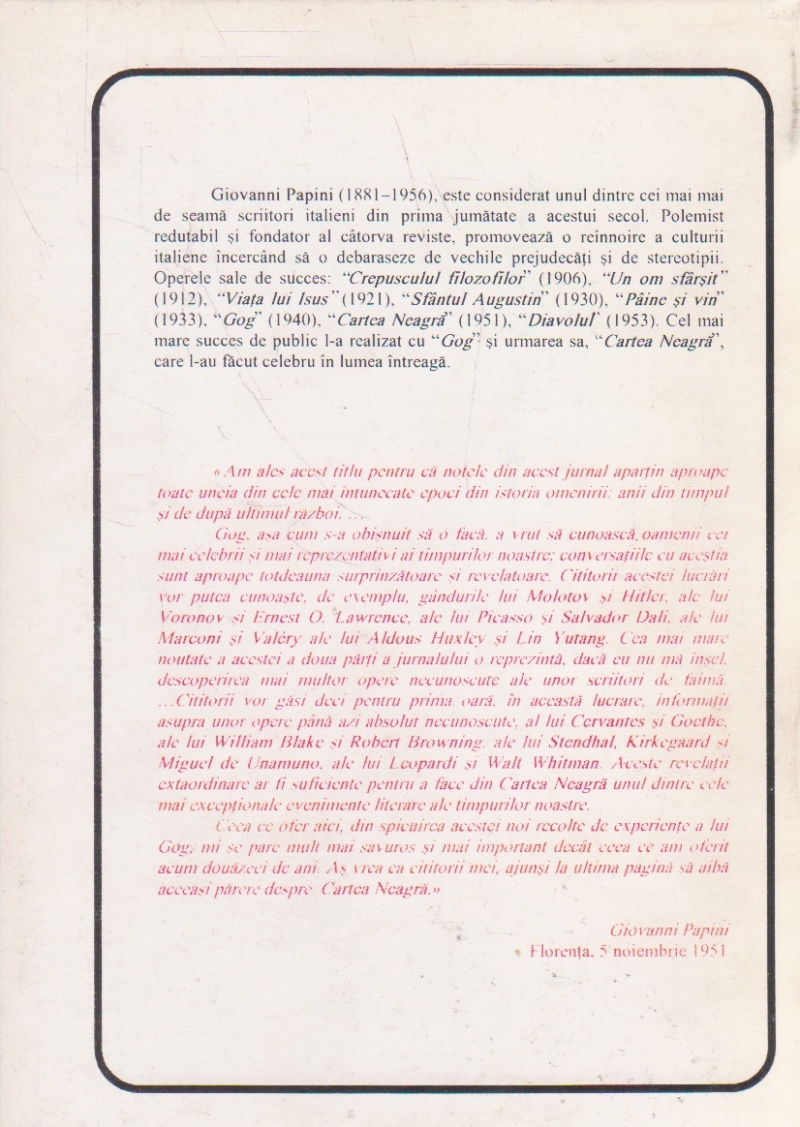 Giovanni Papini (1881–1956), este considerat unul dintre cei mai mai
de seamă scriitori italieni din prima jumătate a acestui secol. Polemist
redutabil și fondator al câtorva reviste, promovează o reînnoire a culturii
italiene încercând să o debaraseze de vechile prejudecăți și de stereotipii.
Operele sale de succes: “Crepusculul filozofilor” (1906), “Un om sfârșit”
(1912), “Viața lui Isus” (1921), “Sfântul Augustin” (1930), “Pâine și vin”
(1933), “Gog” (1940), “Cartea Neagră” (1951), “Diavolul” (1953). Cel mai
mare succes de public l-a realizat cu “Gog” și urmarea sa, “Cartea Neagră”,
care l-au făcut celebru în lumea întreagă.
«Am ales acest titlu pentru că notele din acest jurnal aparțin aproape
toate uneia din cele mai întunecate epoci din istoria omenirii: anii din timpul
și de după ultimul război. ….
Gog, așa cum s-a obișnuit să o facă, a vrut să cunoască oamenii cei
mai celebrii și mai reprezentativi ai timpurilor noastre; conversațiile cu aceștia
sunt aproape totdeauna surprinzătoare și revelatoare. Cititorii acestei lucrări
vor putea cunoaște, de exemplu, gândurile lui Molotov și Hitler, ale lui
Voronov și Ernest O. Lawrence, ale lui Picasso și Salvador Dali, ale lui
Marconi și Valéry ale lui Aldous Huxley și Lin Yutang. Cea mai mare
noutate a acestei a doua părți a jurnalului o reprezintă, dacă eu nu mă înșel,
descoperirea mai multor opere necunoscute ale unor scriitori de faimă.
…Cititorii vor găsi deci pentru prima oară, în această lucrare, informații
asupra unor opere până azi absolut necunoscute, al lui Cervantes și Goethe,
ale lui William Blake și Robert Browning, ale lui Stendhal, Kirkegaard și
Miguel de Unamuno, ale lui Leopardi și Walt Whitman. Aceste revelații
extaordinare ar fi suficiente pentru a face din Cartea Neagră unul dintre cele
mai excepționale evenimente literare ale timpurilor noastre.
Ceea ce ofer aici, din spicuirea acestei noi recolte de experiențe a lui
Gog, mi se pare mult mai savuros și mai important decât ceea ce am oferit
acum douăzeci de ani. Aș vrea ca cititorii mei, ajunși la ultima pagină să aibă
aceeași părere despre Cartea Neagră.»
Giovanni Papini
Florența, 5 noiembrie 1951